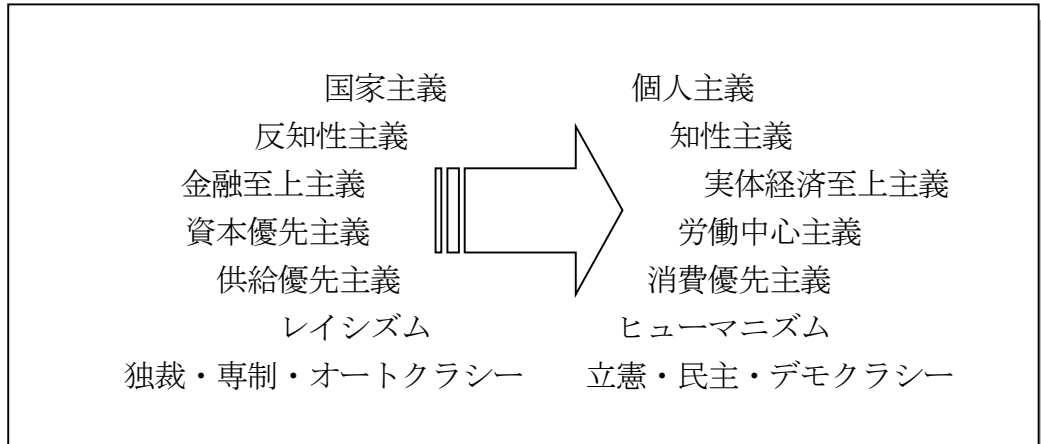 国家主義 個人主義
反知性主義 知性主義
金融至上主義 実体経済至上主義
資本優先主義 労働中心主義
供給優先主義 消費優先主義
レイシズム ヒューマニズム
独裁・専制・オートクラシー 立憲・民主・デモクラシー